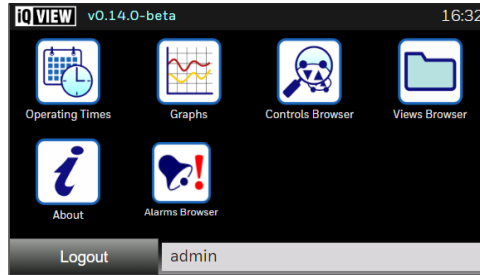 iQ VIEW v0.14.0-beta 16:32
Operating Times Graphs Controls Browser Views Browser
About Alarms Browser
Logout admin